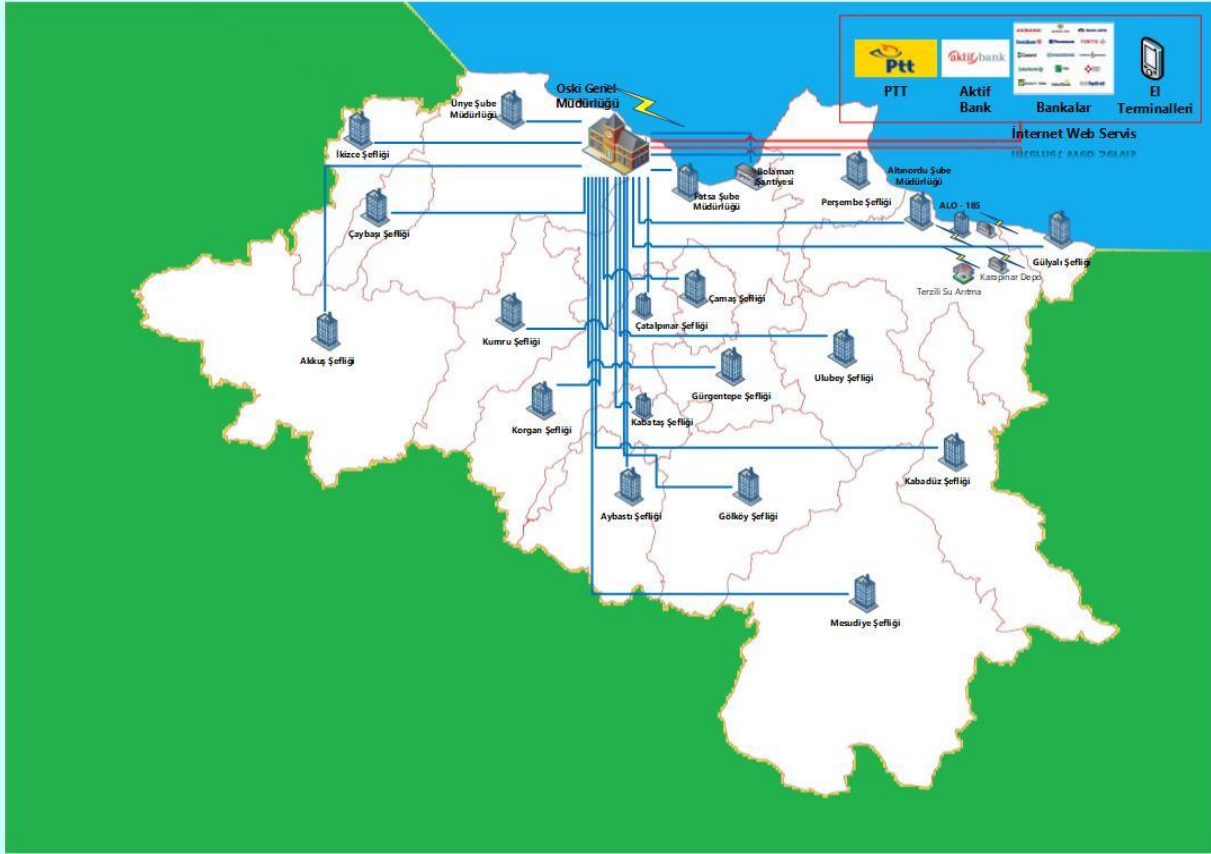 Ptt
aktif bank
PTT
Aktif
Bank
Bankalar
El
Terminalleri
İnternet Web Servis
Oski Genel
Müdürlüğü
Ünye Şube
Müdürlüğü
İkizce Şefliği
Çaybaşı Şefliği
Fatsa Şube
Müdürlüğü
Bolaman
Şantiyesi
Perşembe Şefliği
Altınordu Şube
Müdürlüğü
ALO - 185
Gülyalı Şefliği
Karapınar Depo
Terzili Su Arıtma
Akkuş Şefliği
Kumru Şefliği
Çamaş Şefliği
Çatalpınar Şefliği
Ulubey Şefliği
Gürgentepe Şefliği
Korgan Şefliği
Kabataş Şefliği
Kabadüz Şefliği
Aybastı Şefliği
Gölköy Şefliği
Mesudiye Şefliği